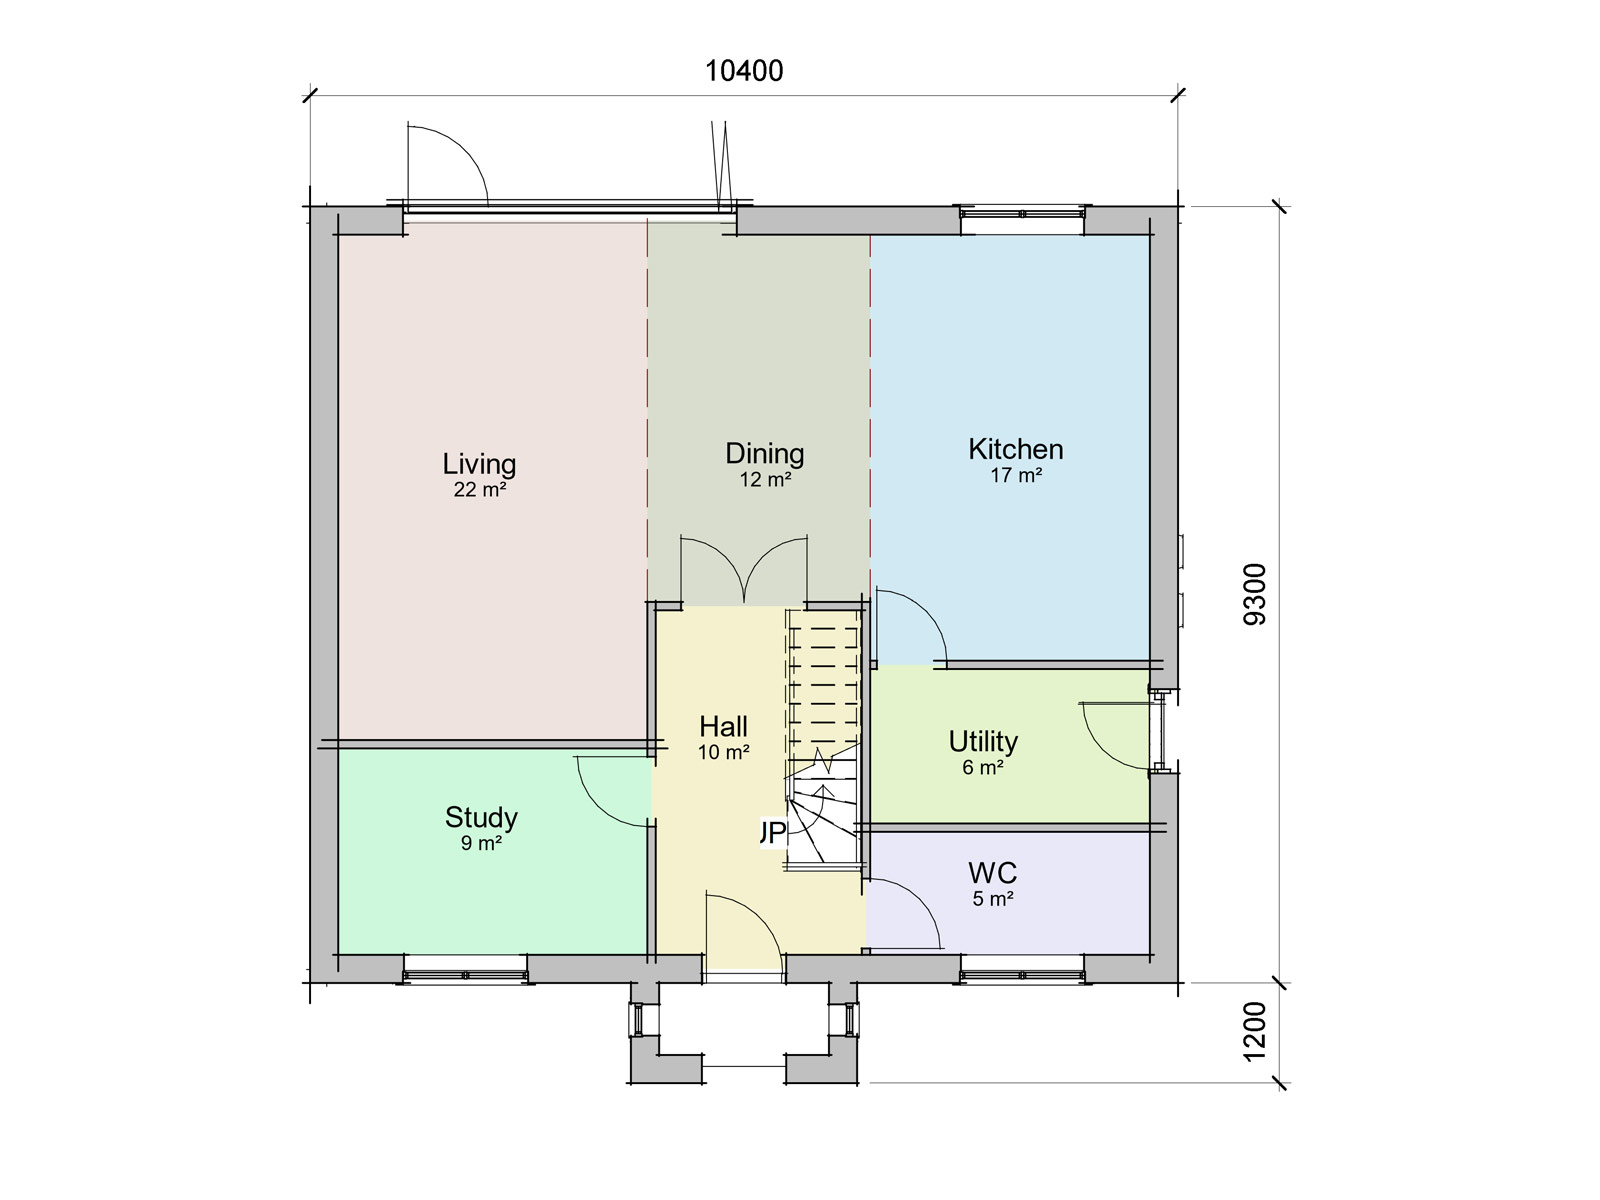 10400
Living
22 m²
Dining
12 m²
Kitchen
17 m²
9300
Hall
10 m²
Utility
6 m²
Study
9 m²
JP
WC
5 m²
1200